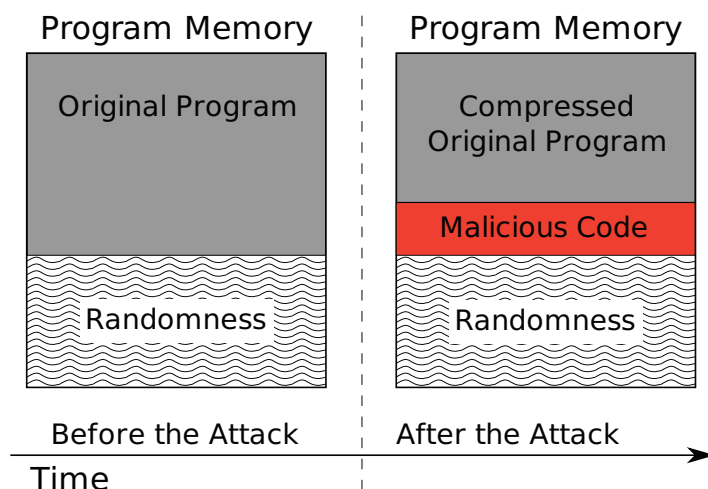 Program Memory
Original Program
Randomness
Before the Attack
Program Memory
Compressed
Original Program
Malicious Code
Randomness
After the Attack
Time